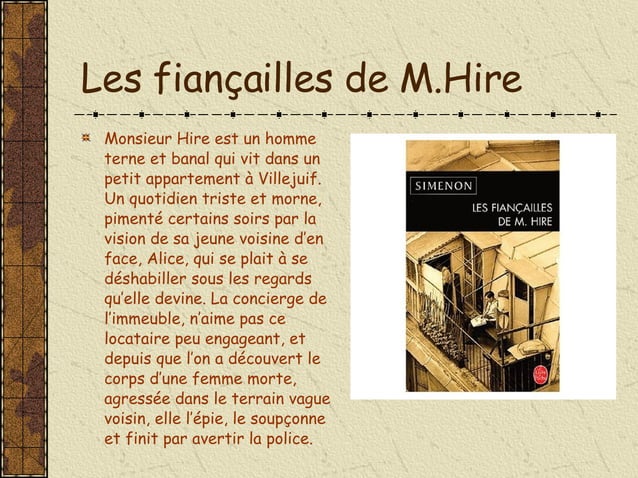 Les fiançailles de M.Hire
Monsieur Hire est un homme
terne et banal qui vit dans un
petit appartement à Villejuif.
Un quotidien triste et morne,
pimenté certains soirs par la
vision de sa jeune voisine d’en
face, Alice, qui se plait à se
déshabiller sous les regards
qu’elle devine. La concierge de
l’immeuble, n’aime pas ce
locataire peu engageant, et
depuis que l’on a découvert le
corps d’une femme morte,
agressée dans le terrain vague
voisin, elle l’épie, le soupçonne
et finit par avertir la police.
SIMENON
LES FIANÇAILLES
DE M. HIRE